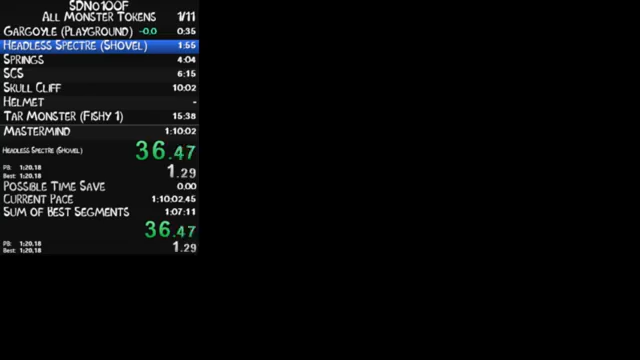 SDNo100F
All Monster Tokens 1/11
Gargoyle (Playground) -0.0 0:35
Headless Spectre (Shovel) 1:55
Springs 4:04
SCS 6:15
Skull Cliff 10:02
Helmet -
Tar Monster (Fishy 1) 15:38
Mastermind 1:10:02
Headless Spectre (Shovel) 36.47
PB: 1:20.18
Best: 1:20.18 1.29
Possible Time Save 0.00
Current Pace 1:10:02.45
Sum of Best Segments 1:07:11
36.47
PB: 1:20.18
Best: 1:20.18 1.29